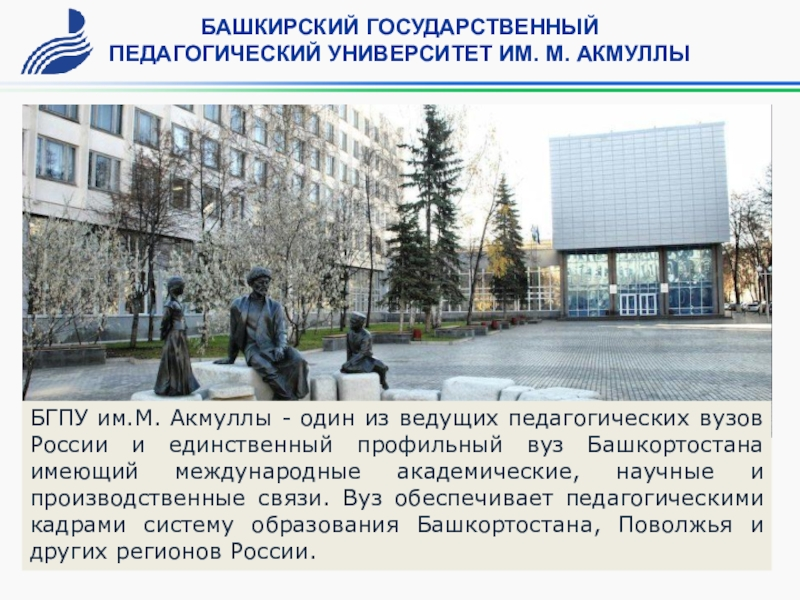 БАШКИРСКИЙ ГОСУДАРСТВЕННЫЙ
ПЕДАГОГИЧЕСКИЙ УНИВЕРСИТЕТ ИМ. М. АКМУЛЛЫ
БГПУ им.М. Акмуллы - один из ведущих педагогических вузов
России и единственный профильный вуз Башкортостана
имеющий международные академические, научные и
производственные связи. Вуз обеспечивает педагогическими
кадрами систему образования Башкортостана, Поволжья и
других регионов России.